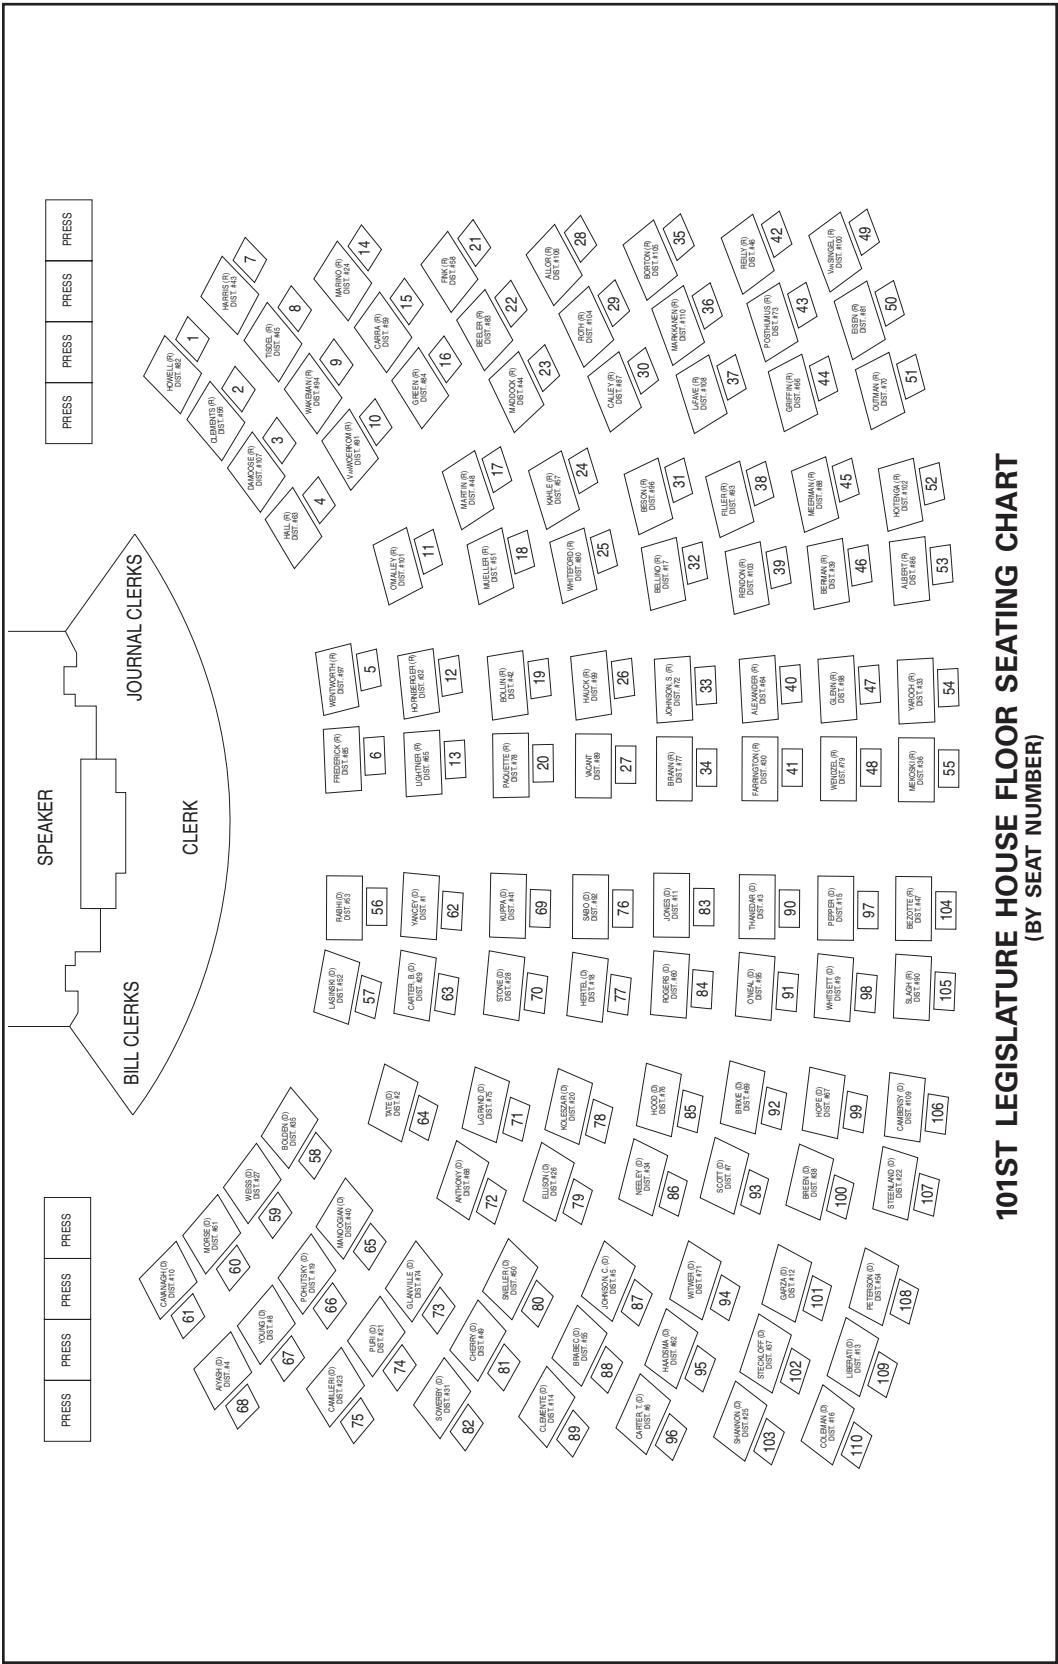 SPEAKER
BILL CLERKS
CLERK
JOURNAL CLERKS
PRESS
PRESS
PRESS
PRESS
PRESS
PRESS
PRESS
PRESS
HOWELL (R)
DIST. #82
1
CLEMENTS (R)
DIST. #56
2
DAMOOSE (R)
DIST. #107
3
HALL (R)
DIST. #63
4
WENTWORTH (R)
DIST. #97
5
FREDERICK (R)
DIST. #85
6
HARRIS (R)
DIST. #43
7
TISDEL (R)
DIST. #45
8
WAKEMAN (R)
DIST. #94
9
VanWOERKOM (R)
DIST. #91
10
O'MALLEY (R)
DIST. #101
11
HORNBERGER (R)
DIST. #32
12
LIGHTNER (R)
DIST. #65
13
MARINO (R)
DIST. #24
14
CARRA (R)
DIST. #59
15
GREEN (R)
DIST. #84
16
MARTIN (R)
DIST. #48
17
MUELLER (R)
DIST. #51
18
BOLLIN (R)
DIST. #42
19
PAQUETTE (R)
DIST. #78
20
FINK (R)
DIST. #58
21
BEELER (R)
DIST. #83
22
MADDOCK (R)
DIST. #44
23
KAHLE (R)
DIST. #57
24
WHITEFORD (R)
DIST. #80
25
HAUCK (R)
DIST. #99
26
VACANT
DIST. #89
27
ALLOR (R)
DIST. #106
28
ROTH (R)
DIST. #104
29
CALLEY (R)
DIST. #87
30
BESON (R)
DIST. #96
31
BELLINO (R)
DIST. #17
32
JOHNSON, S. (R)
DIST. #72
33
BRANN (R)
DIST. #77
34
BORTON (R)
DIST. #105
35
MARKKANEN (R)
DIST. #110
36
LaFAVE (R)
DIST. #108
37
FILLER (R)
DIST. #93
38
RENDON (R)
DIST. #103
39
ALEXANDER (R)
DIST. #64
40
FARRINGTON (R)
DIST. #30
41
REILLY (R)
DIST. #46
42
POSTHUMUS (R)
DIST. #73
43
GRIFFIN (R)
DIST. #66
44
MEERMAN (R)
DIST. #88
45
BERMAN (R)
DIST. #39
46
GLENN (R)
DIST. #98
47
WENDZEL (R)
DIST. #79
48
VanSINGEL (R)
DIST. #100
49
EISEN (R)
DIST. #81
50
OUTMAN (R)
DIST. #70
51
HOITENGA (R)
DIST. #102
52
ALBERT (R)
DIST. #86
53
YAROCH (R)
DIST. #33
54
MEKOSKI (R)
DIST. #36
55
RABHI (D)
DIST. #53
56
LASINSKI (D)
DIST. #52
57
BOLDEN (D)
DIST. #35
58
WEISS (D)
DIST. #27
59
MORSE (D)
DIST. #61
60
CAVANAGH (D)
DIST. #10
61
YANCEY (D)
DIST. #1
62
CARTER, B. (D)
DIST. #29
63
TATE (D)
DIST. #2
64
MANOOGIAN (D)
DIST. #40
65
POHUTSKY (D)
DIST. #19
66
YOUNG (D)
DIST. #8
67
AIYASH (D)
DIST. #4
68
KUPPA (D)
DIST. #41
69
STONE (D)
DIST. #28
70
LaGRAND (D)
DIST. #75
71
ANTHONY (D)
DIST. #68
72
GLANVILLE (D)
DIST. #74
73
PURI (D)
DIST. #21
74
CAMILLERI (D)
DIST. #23
75
SABO (D)
DIST. #92
76
HERTEL (D)
DIST. #18
77
KOLESZAR (D)
DIST. #20
78
ELLISON (D)
DIST. #26
79
SNELLER (D)
DIST. #50
80
CHERRY (D)
DIST. #49
81
SOWERBY (D)
DIST. #31
82
JONES (D)
DIST. #11
83
ROGERS (D)
DIST. #60
84
HOOD (D)
DIST. #76
85
NEELEY (D)
DIST. #34
86
JOHNSON, C. (D)
DIST. #5
87
BRABEC (D)
DIST. #55
88
CLEMENTE (D)
DIST. #14
89
THANEDAR (D)
DIST. #3
90
O'NEAL (D)
DIST. #95
91
BRIXIE (D)
DIST. #69
92
SCOTT (D)
DIST. #7
93
WITWER (D)
DIST. #71
94
HAADSMA (D)
DIST. #62
95
CARTER, T. (D)
DIST. #6
96
PEPPER (D)
DIST. #15
97
WHITSETT (D)
DIST. #9
98
HOPE (D)
DIST. #67
99
BREEN (D)
DIST. #38
100
GARZA (D)
DIST. #12
101
STECKLOFF (D)
DIST. #37
102
SHANNON (D)
DIST. #25
103
BEZOTTE (R)
DIST. #47
104
SLAGH (R)
DIST. #90
105
CAMBENSY (D)
DIST. #109
106
STEENLAND (D)
DIST. #22
107
PETERSON (D)
DIST. #54
108
LIBERATI (D)
DIST. #13
109
COLEMAN (D)
DIST. #16
110
101ST LEGISLATURE HOUSE FLOOR SEATING CHART
(BY SEAT NUMBER)